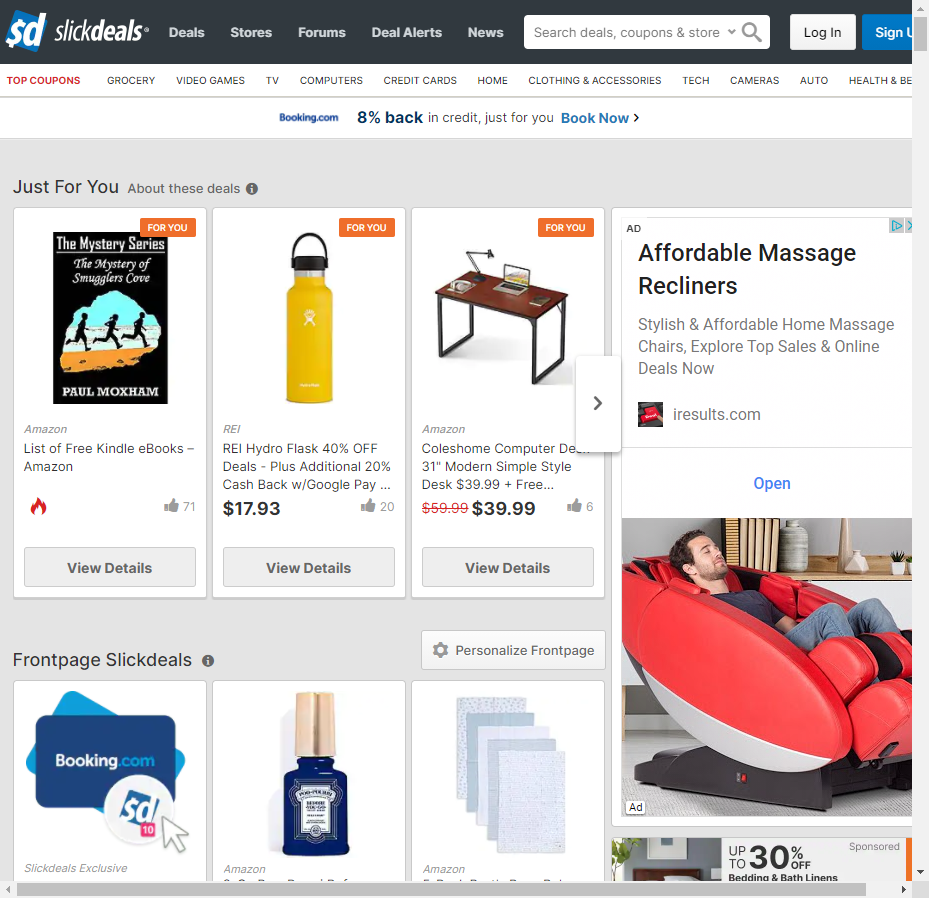 sd slickdeals®
Deals
Stores
Forums
Deal Alerts
News
Search deals, coupons & store
Log In
Sign U
TOP COUPONS
GROCERY
VIDEO GAMES
TV
COMPUTERS
CREDIT CARDS
HOME
CLOTHING & ACCESSORIES
TECH
CAMERAS
AUTO
HEALTH & BE
Booking.com
8% back in credit, just for you Book Now
Just For You About these deals
FOR YOU
The Mystery Series
The Mystery of
Smugglers Cove
PAUL MOXHAM
Amazon
List of Free Kindle eBooks –
Amazon
71
View Details
FOR YOU
REI
REI Hydro Flask 40% OFF
Deals - Plus Additional 20%
Cash Back w/Google Pay ...
$17.93
20
View Details
FOR YOU
Amazon
Coleshome Computer Desk
31" Modern Simple Style
Desk $39.99 + Free...
$59.99 $39.99
6
View Details
AD
Affordable Massage
Recliners
Stylish & Affordable Home Massage
Chairs, Explore Top Sales & Online
Deals Now
iresults.com
Open
Ad
Frontpage Slickdeals
Personalize Frontpage
Booking.com
sd
10
Slickdeals Exclusive
Amazon
Amazon
UP TO 30% OFF
Bedding & Bath Linens
Sponsored